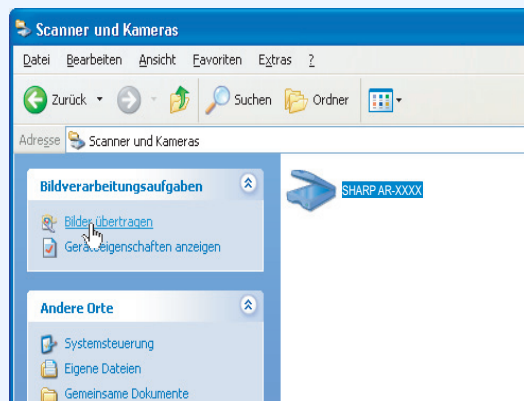 Scanner und Kameras
Datei Bearbeiten Ansicht Favoriten Extras ?
Zurück Suchen Ordner
Adresse Scanner und Kameras
Bildverarbeitungsaufgaben
SHARP AR-XXXX
Bilder übertragen
Geräteeigenschaften anzeigen
Andere Orte
Systemsteuerung
Eigene Dateien
Gemeinsame Dokumente